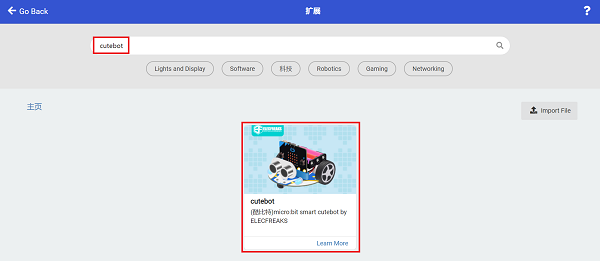 Go Back
扩展
?
cutebot
Lights and Display
Software
科技
Robotics
Gaming
Networking
主页
Import File
ELECFREAKS
cutebot
(酷比特)micro:bit smart cutebot by
ELECFREAKS
Learn More